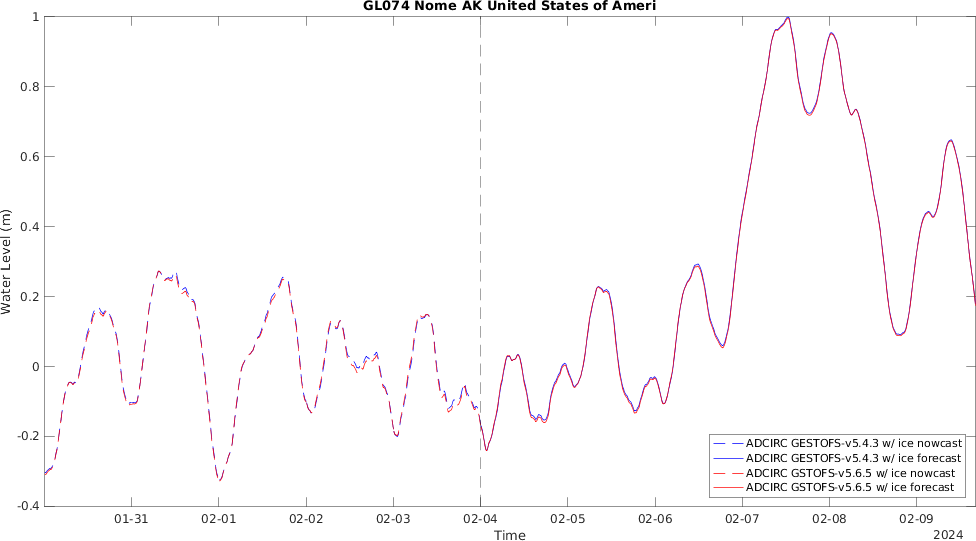 GL074 Nome AK United States of Ameri
1
0.8
0.6
0.4
0.2
0
-0.2
-0.4
Water Level (m)
ADCIRC GESTOFS-v5.4.3 w/ ice nowcast
ADCIRC GESTOFS-v5.4.3 w/ ice forecast
ADCIRC GSTOFS-v5.6.5 w/ ice nowcast
ADCIRC GSTOFS-v5.6.5 w/ ice forecast
01-31 02-01 02-02 02-03 02-04 02-05 02-06 02-07 02-08 02-09
Time
2024